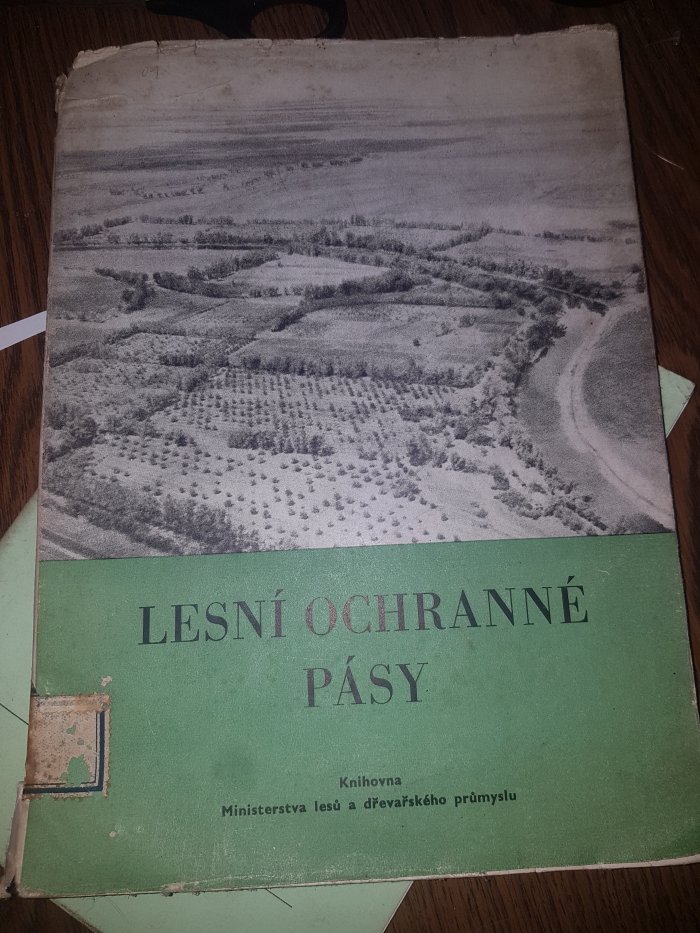 LESNÍ OCHRANNÉ
PÁSY
Knihovna
Ministerstva lesů a dřevařského průmyslu